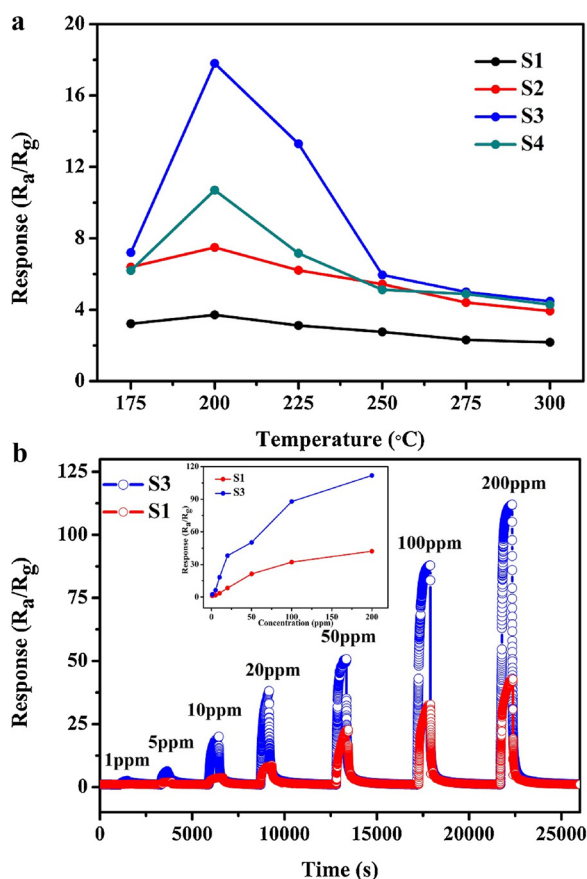 a
20
16
12
8
4
0
Response (Ra/Rg)
S1
S2
S3
S4
175 200 225 250 275 300
Temperature (°C)
b
125
100
75
50
25
0
Response (Ra/Rg)
S3
S1
120
90
60
30
0
Response (Ra/Rg)
S1
S3
0 50 100 150 200
Concentration (ppm)
1ppm
5ppm
10ppm
20ppm
50ppm
100ppm
200ppm
0 5000 10000 15000 20000 25000
Time (s)